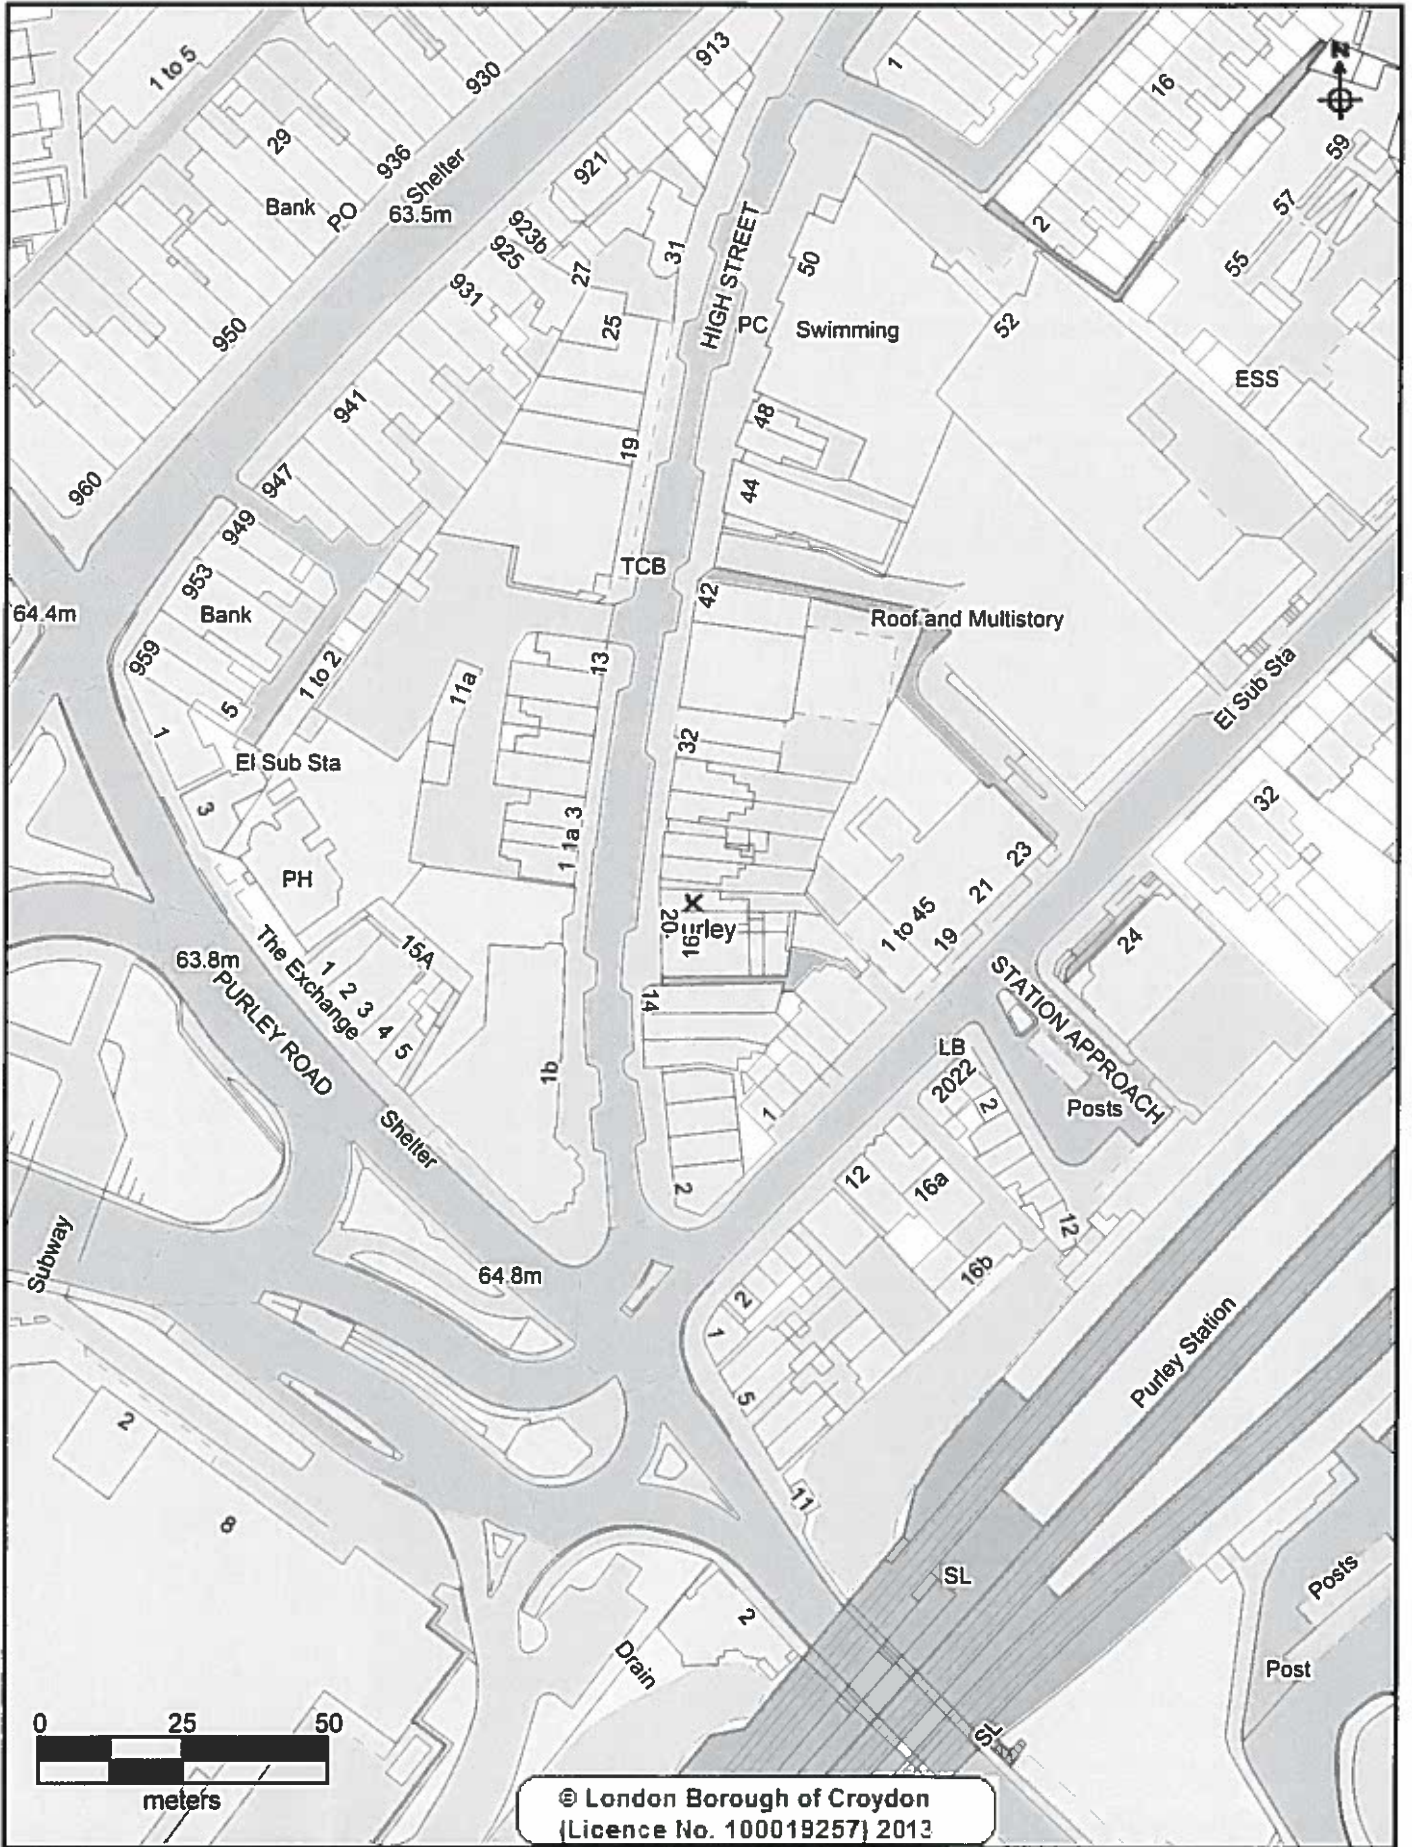 1 to 5
930
913
1
16
N
29
936
Shelter
921
59
Bank
PO
63.5m
923b
925
27
31
HIGH STREET
50
2
57
55
931
25
PC
Swimming
52
950
ESS
941
19
48
947
960
44
949
TCB
953
42
64.4m
Bank
Roof and Multistory
959
1 to 2
13
11a
5
El Sub Sta
1
32
El Sub Sta
3
1 1a 3
32
PH
23
21
20
16
urley
1 to 45
19
24
The Exchange
15A
63.8m
PURLEY ROAD
1
2
3
4
5
14
STATION APPROACH
1b
LB
2022
2
Posts
1
Shelter
12
16a
2
12
Subway
64.8m
16b
2
1
Purley Station
5
2
11
8
SL
Posts
2
Drain
Post
SL
0 25 50
meters
© London Borough of Croydon
(Licence No. 100019257) 2013